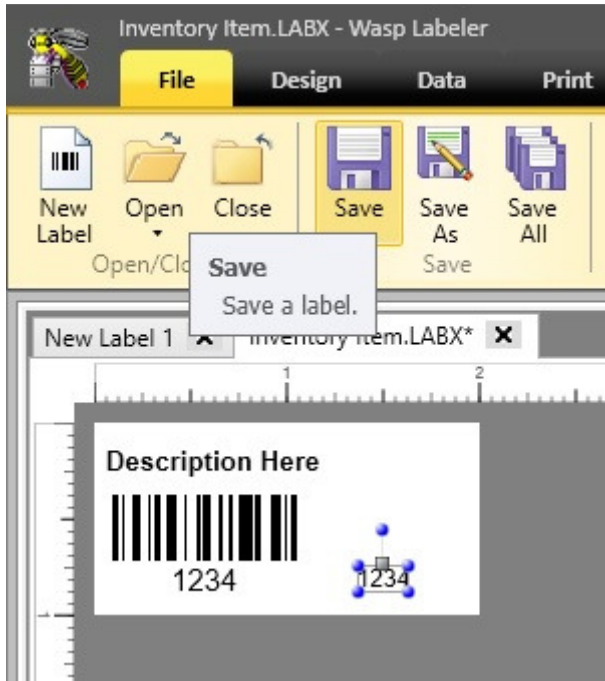 Inventory Item.LABX - Wasp Labeler
File Design Data Print
New Label
Open
Close
Save
Save As
Save All
Open/Clo
Save
Save
Save a label.
New Label 1
Inventory Item.LABX*
1 2
Description Here
1234
1234
1